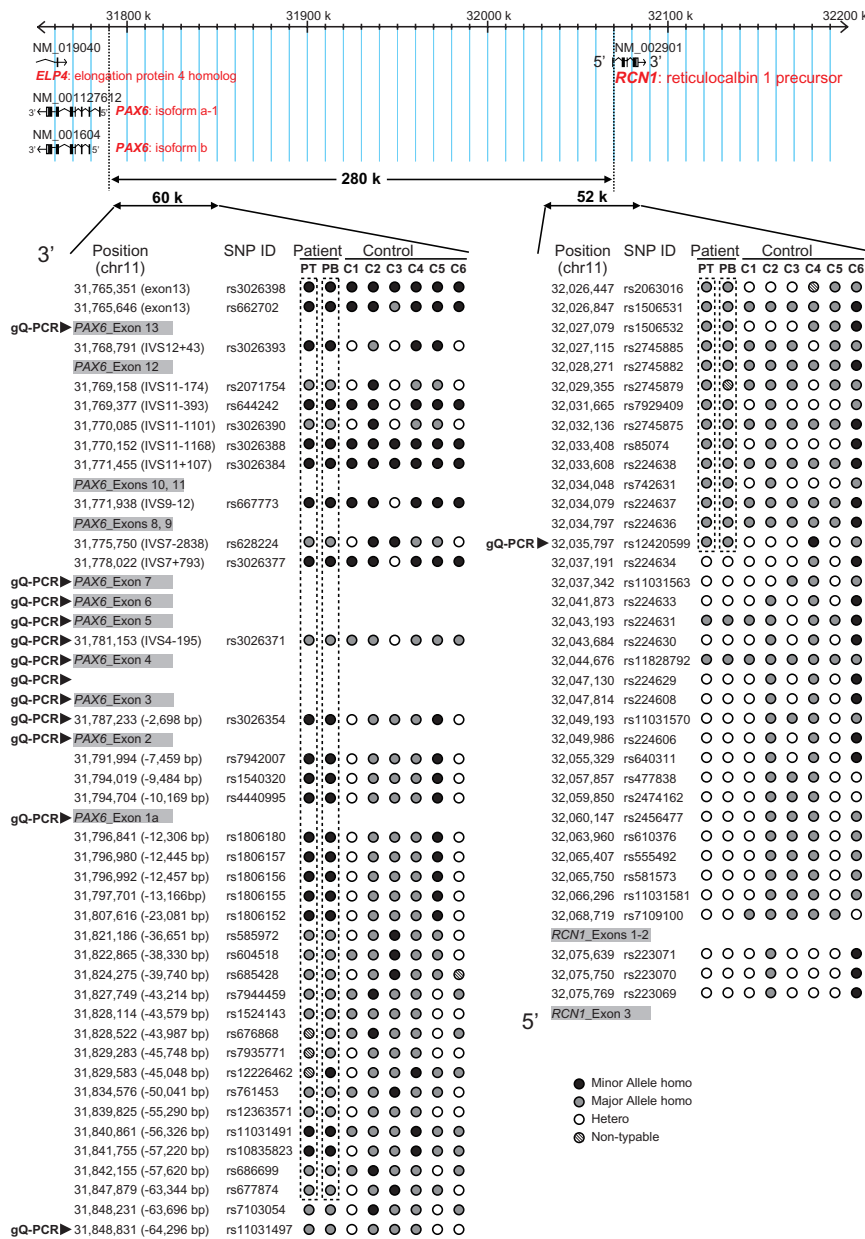 31800 k 31900 k 32000 k 32100 k 32200 k
NM_019040 NM_002901
5' 3'
ELP4: elongation protein 4 homolog RCN1: reticulocalbin 1 precursor
NM_001127612
3' 5' PAX6: isoform a-1
NM_001604
3' 5' PAX6: isoform b
280 k
60 k 52 k
3'
Position SNP ID Patient Control
(chr11) PT PB C1 C2 C3 C4 C5 C6
31,765,351 (exon13) rs3026398
31,765,646 (exon13) rs662702
gQ-PCR PAX6_Exon 13
31,768,791 (IVS12+43) rs3026393
PAX6_Exon 12
31,769,158 (IVS11-174) rs2071754
31,769,377 (IVS11-393) rs644242
31,770,085 (IVS11-1101) rs3026390
31,770,152 (IVS11-1168) rs3026388
31,771,455 (IVS11+107) rs3026384
PAX6_Exons 10, 11
31,771,938 (IVS9-12) rs667773
PAX6_Exons 8, 9
31,775,750 (IVS7-2838) rs628224
31,778,022 (IVS7+793) rs3026377
gQ-PCR PAX6_Exon 7
gQ-PCR PAX6_Exon 6
gQ-PCR PAX6_Exon 5
gQ-PCR 31,781,153 (IVS4-195) rs3026371
gQ-PCR PAX6_Exon 4
gQ-PCR
gQ-PCR PAX6_Exon 3
gQ-PCR 31,787,233 (-2,698 bp) rs3026354
gQ-PCR PAX6_Exon 2
31,791,994 (-7,459 bp) rs7942007
31,794,019 (-9,484 bp) rs1540320
31,794,704 (-10,169 bp) rs4440995
gQ-PCR PAX6_Exon 1a
31,796,841 (-12,306 bp) rs1806180
31,796,980 (-12,445 bp) rs1806157
31,796,992 (-12,457 bp) rs1806156
31,797,701 (-13,166bp) rs1806155
31,807,616 (-23,081 bp) rs1806152
31,821,186 (-36,651 bp) rs585972
31,822,865 (-38,330 bp) rs604518
31,824,275 (-39,740 bp) rs685428
31,827,749 (-43,214 bp) rs7944459
31,828,114 (-43,579 bp) rs1524143
31,828,522 (-43,987 bp) rs676868
31,829,283 (-45,748 bp) rs7935771
31,829,583 (-45,048 bp) rs12226462
31,834,576 (-50,041 bp) rs761453
31,839,825 (-55,290 bp) rs12363571
31,840,861 (-56,326 bp) rs11031491
31,841,755 (-57,220 bp) rs10835823
31,842,155 (-57,620 bp) rs686699
31,847,879 (-63,344 bp) rs677874
31,848,231 (-63,696 bp) rs7103054
gQ-PCR 31,848,831 (-64,296 bp) rs11031497
Position SNP ID Patient Control
(chr11) PT PB C1 C2 C3 C4 C5 C6
32,026,447 rs2063016
32,026,847 rs1506531
32,027,079 rs1506532
32,027,115 rs2745885
32,028,271 rs2745882
32,029,355 rs2745879
32,031,665 rs7929409
32,032,136 rs2745875
32,033,408 rs85074
32,033,608 rs224638
32,034,048 rs742631
32,034,079 rs224637
32,034,797 rs224636
gQ-PCR 32,035,797 rs12420599
32,037,191 rs224634
32,037,342 rs11031563
32,041,873 rs224633
32,043,193 rs224631
32,043,684 rs224630
32,044,676 rs11828792
32,047,130 rs224629
32,047,814 rs224608
32,049,193 rs11031570
32,049,986 rs224606
32,055,329 rs640311
32,057,857 rs477838
32,059,850 rs2474162
32,060,147 rs2456477
32,063,960 rs610376
32,065,407 rs555492
32,065,750 rs581573
32,066,296 rs11031581
32,068,719 rs7109100
RCN1_Exons 1-2
32,075,639 rs223071
32,075,750 rs223070
32,075,769 rs223069
RCN1_Exon 3
5'
Minor Allele homo
Major Allele homo
Hetero
Non-typable